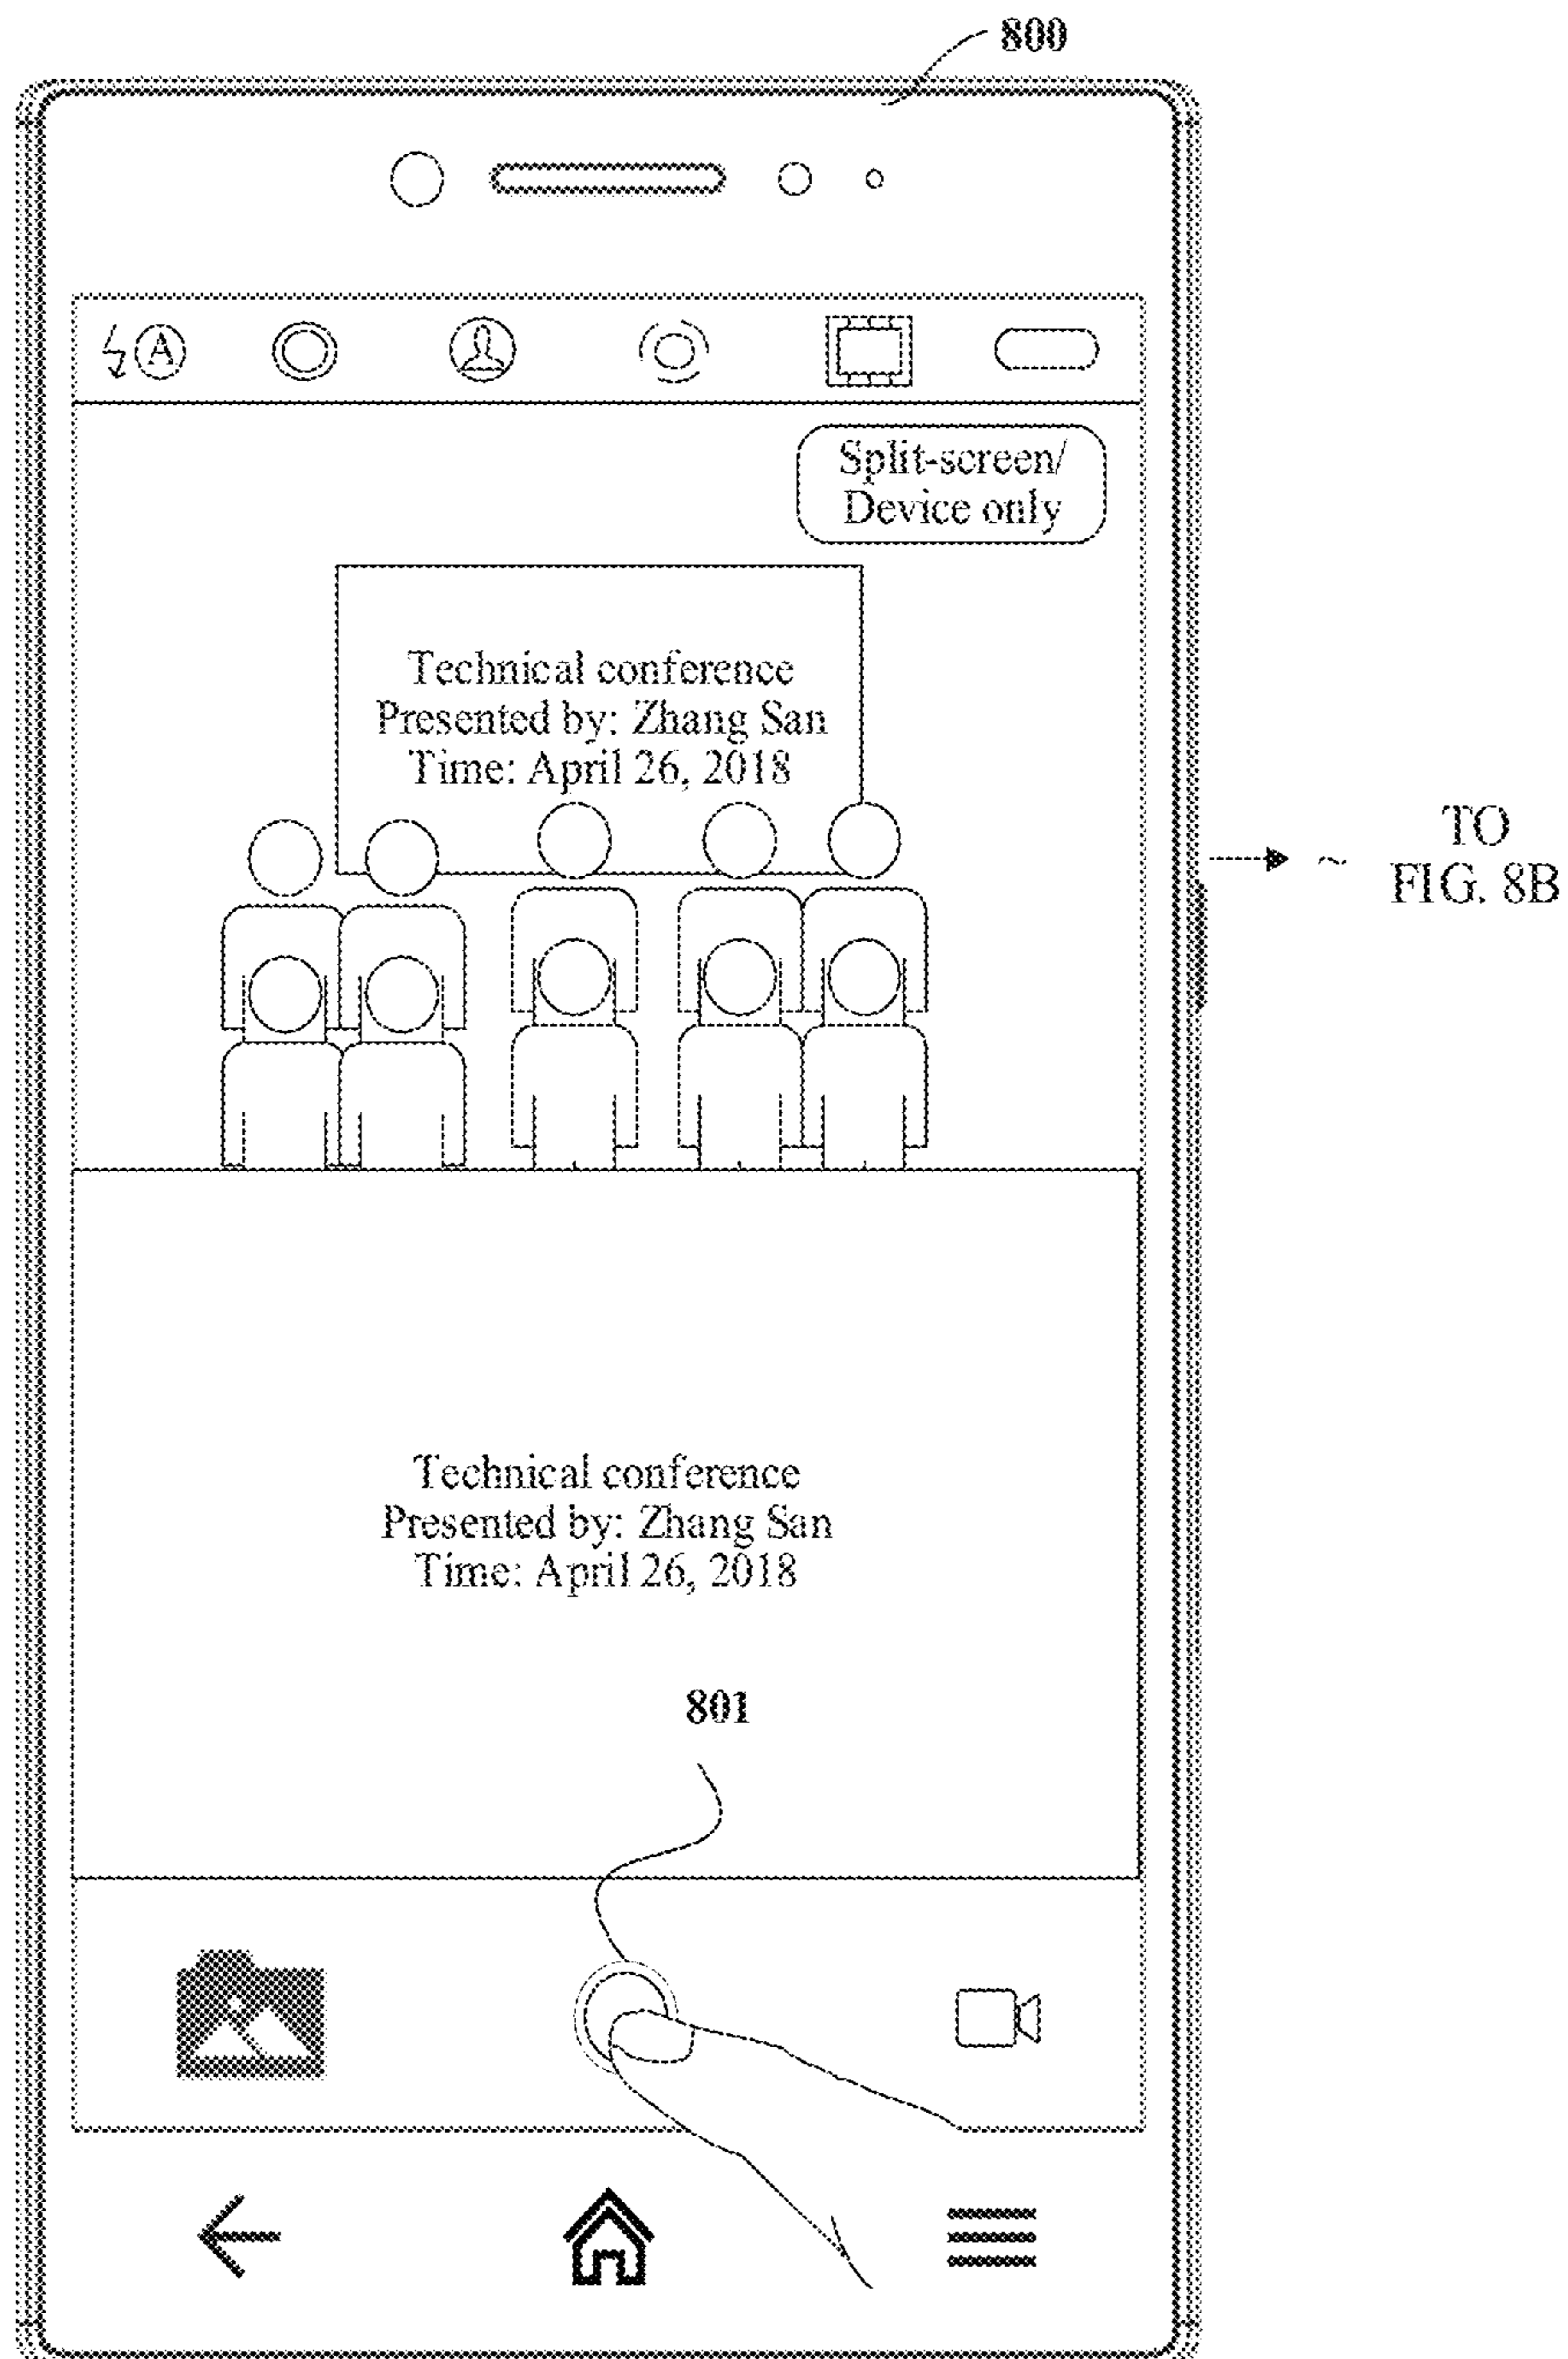 800
A
Split-screen/
Device only
Technical conference
Presented by: Zhang San
Time: April 26, 2018
TO
FIG. 8B
Technical conference
Presented by: Zhang San
Time: April 26, 2018
801